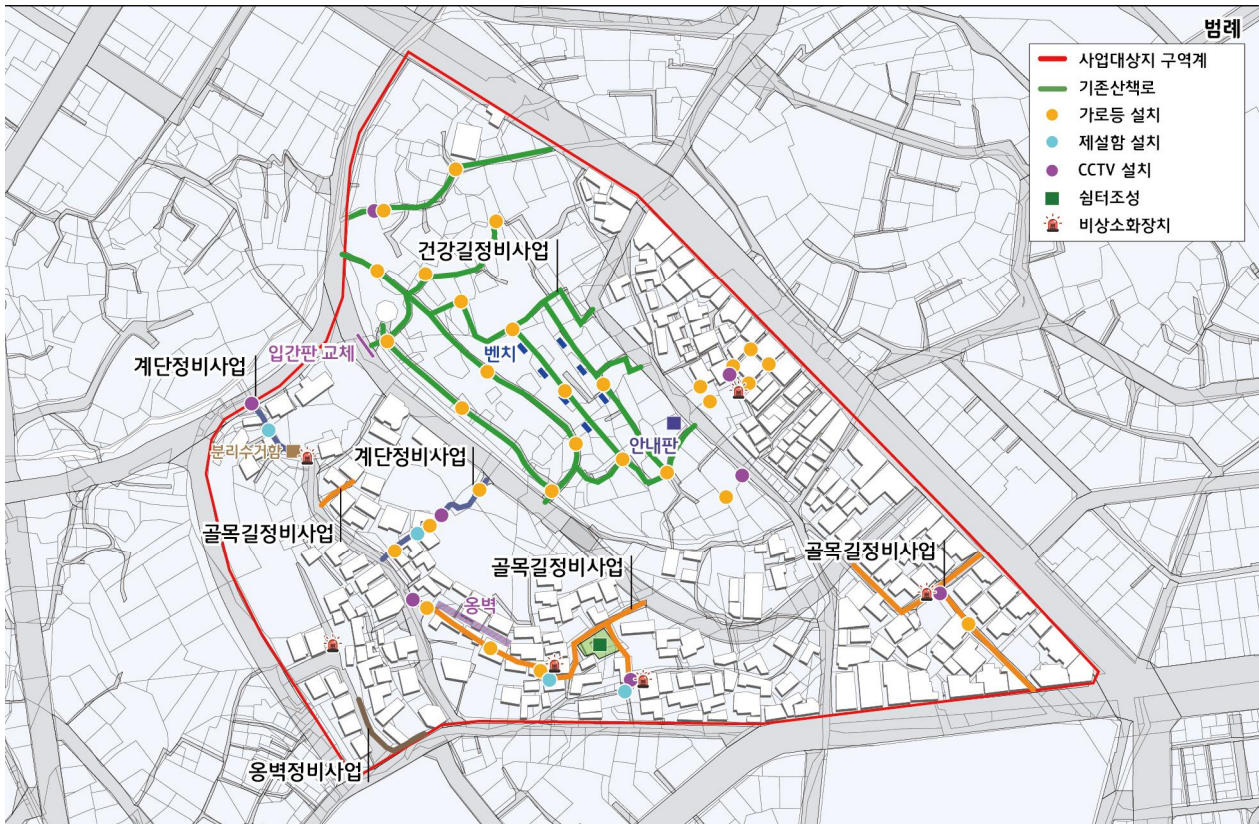 범례
사업대상지 구역계
기존산책로
가로등 설치
제설함 설치
CCTV 설치
쉼터조성
비상소화장치
건강길정비사업
입간판 교체
벤치
계단정비사업
안내판
분리수거함
계단정비사업
골목길정비사업
골목길정비사업
골목길정비사업
옹벽
옹벽정비사업